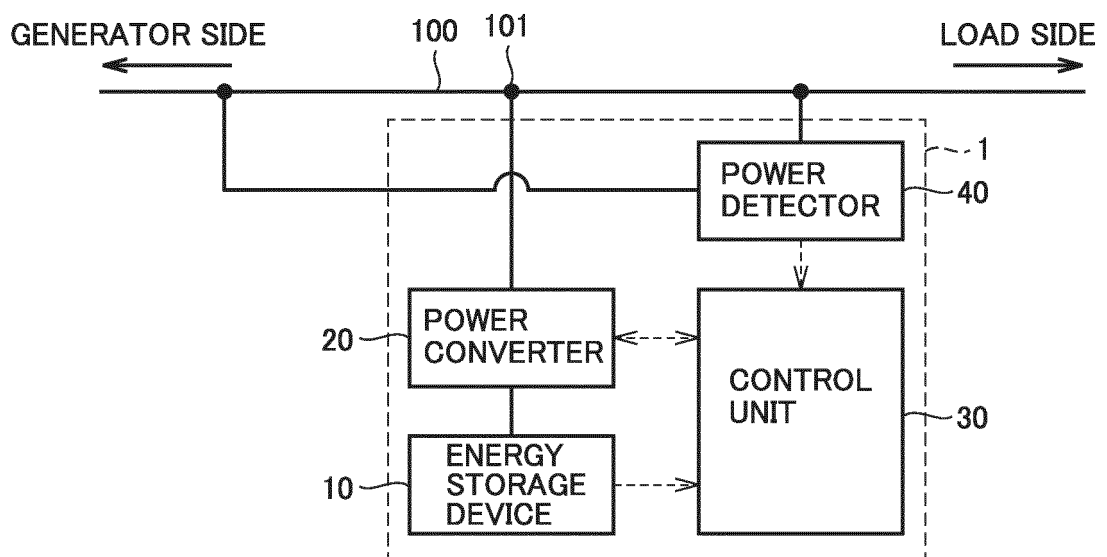 GENERATOR SIDE
100
101
LOAD SIDE
1
POWER
DETECTOR
40
20
POWER
CONVERTER
CONTROL
UNIT
30
10
ENERGY
STORAGE
DEVICE